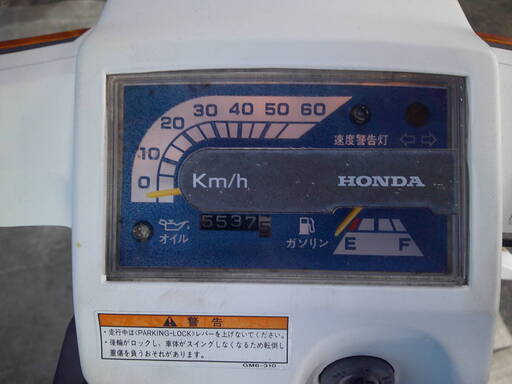 0 10 20 30 40 50 60
速度警告灯
Km/h
HONDA
オイル
55375
ガソリン
E F
警告
・走行中は<PARKING-LOCK>レバーを上げないでください。
・後輪がロックし、車体がスイングしなくなるため転倒し
重傷を負うおそれがあります。
GM6-310